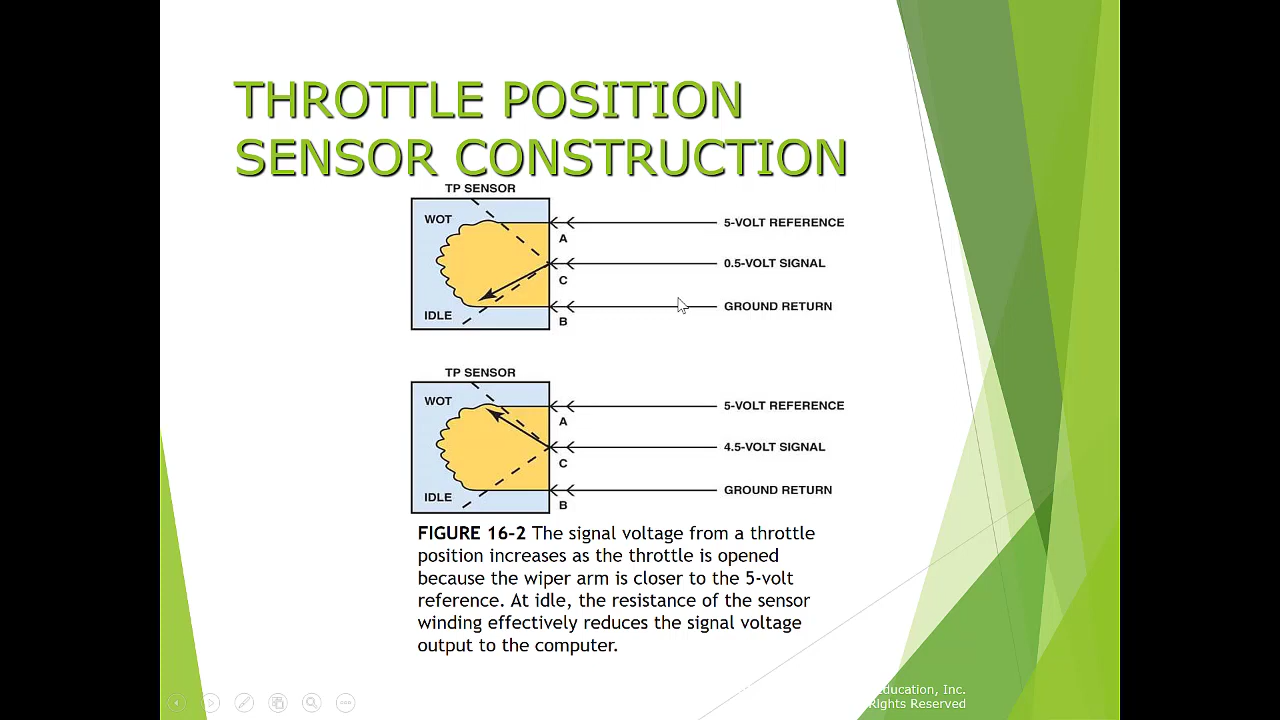 THROTTLE POSITION
SENSOR CONSTRUCTION
TP SENSOR
WOT
5-VOLT REFERENCE
A
0.5-VOLT SIGNAL
C
GROUND RETURN
IDLE
B
TP SENSOR
WOT
5-VOLT REFERENCE
A
4.5-VOLT SIGNAL
C
GROUND RETURN
IDLE
B
FIGURE 16–2 The signal voltage from a throttle
position increases as the throttle is opened
because the wiper arm is closer to the 5-volt
reference. At idle, the resistance of the sensor
winding effectively reduces the signal voltage
output to the computer.
Education, Inc.
Rights Reserved